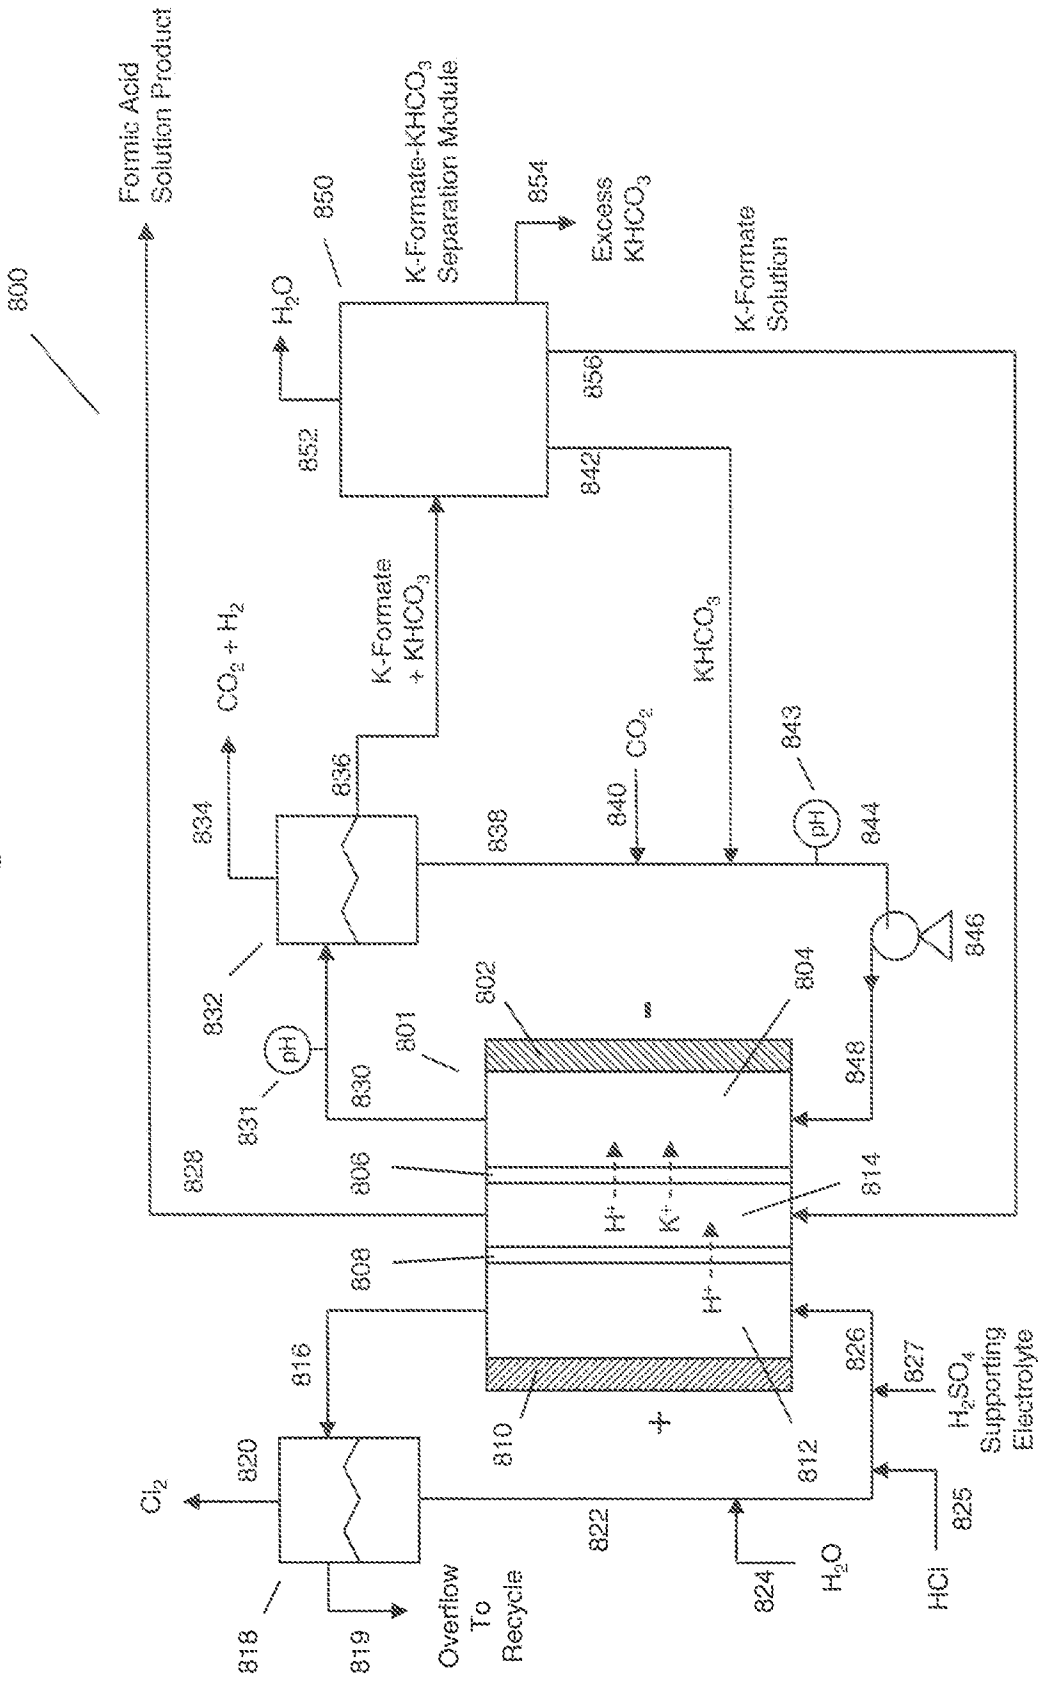 800
Formic Acid
Solution Product
828
Cl₂
820
816
818
819
Overflow
To
Recycle
822
824
H₂O
HCl
825
827
H₂SO₄
Supporting
Electrolyte
826
810
+
812
808
806
H⁺
H⁺
K⁺
814
801
802
-
804
830
831
pH
832
834
CO₂ + H₂
836
838
K-Formate
+ KHCO₃
840
CO₂
KHCO₃
843
pH
844
846
848
852
H₂O
850
K-Formate-KHCO₃
Separation Module
854
Excess
KHCO₃
842
856
K-Formate
Solution